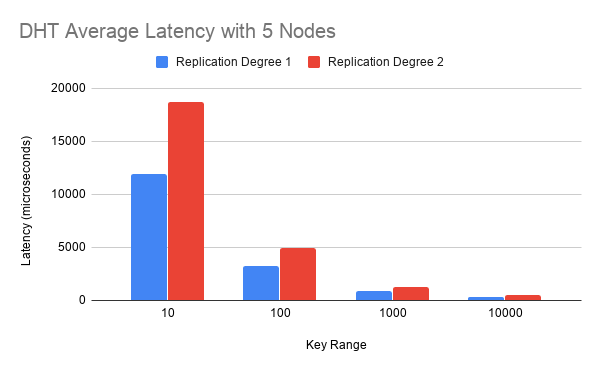 DHT Average Latency with 5 Nodes
Replication Degree 1
Replication Degree 2
Latency (microseconds)
20000
15000
10000
5000
0
10
100
1000
10000
Key Range